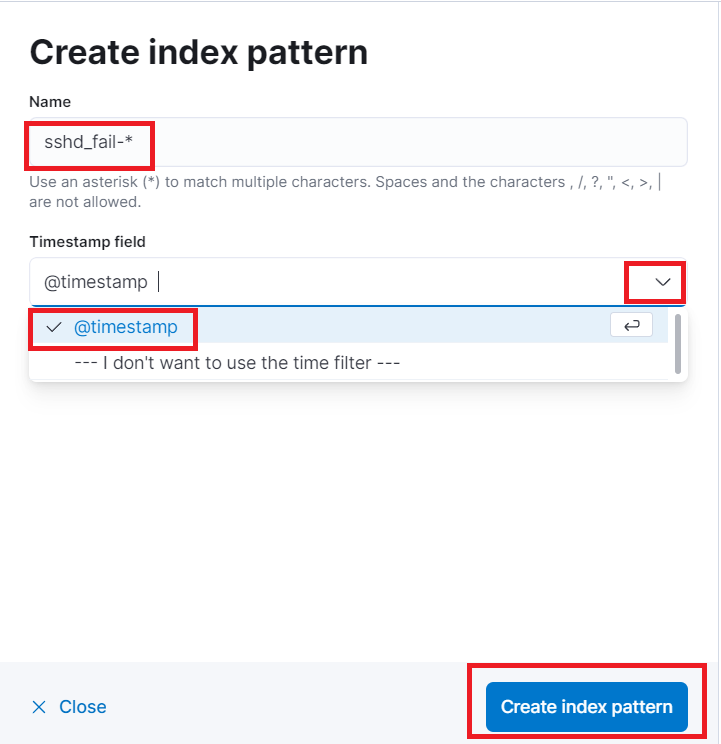 Create index pattern
Name
sshd_fail-*
Use an asterisk (*) to match multiple characters. Spaces and the characters , /, ?, ", <, >, |
are not allowed.
Timestamp field
@timestamp
@timestamp
--- I don't want to use the time filter ---
Close
Create index pattern